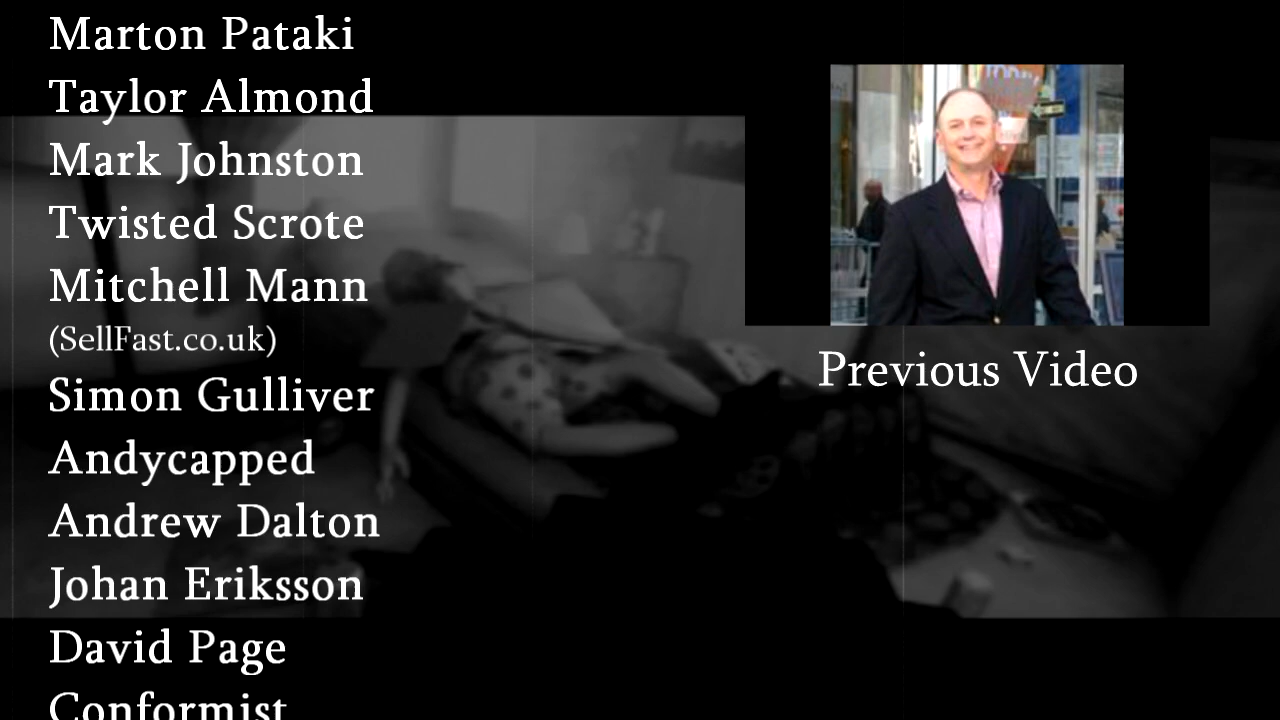 Marton Pataki
Taylor Almond
Mark Johnston
Twisted Scrote
Mitchell Mann
(SellFast.co.uk)
Simon Gulliver
Andycapped
Andrew Dalton
Johan Eriksson
David Page
Conformist
Previous Video